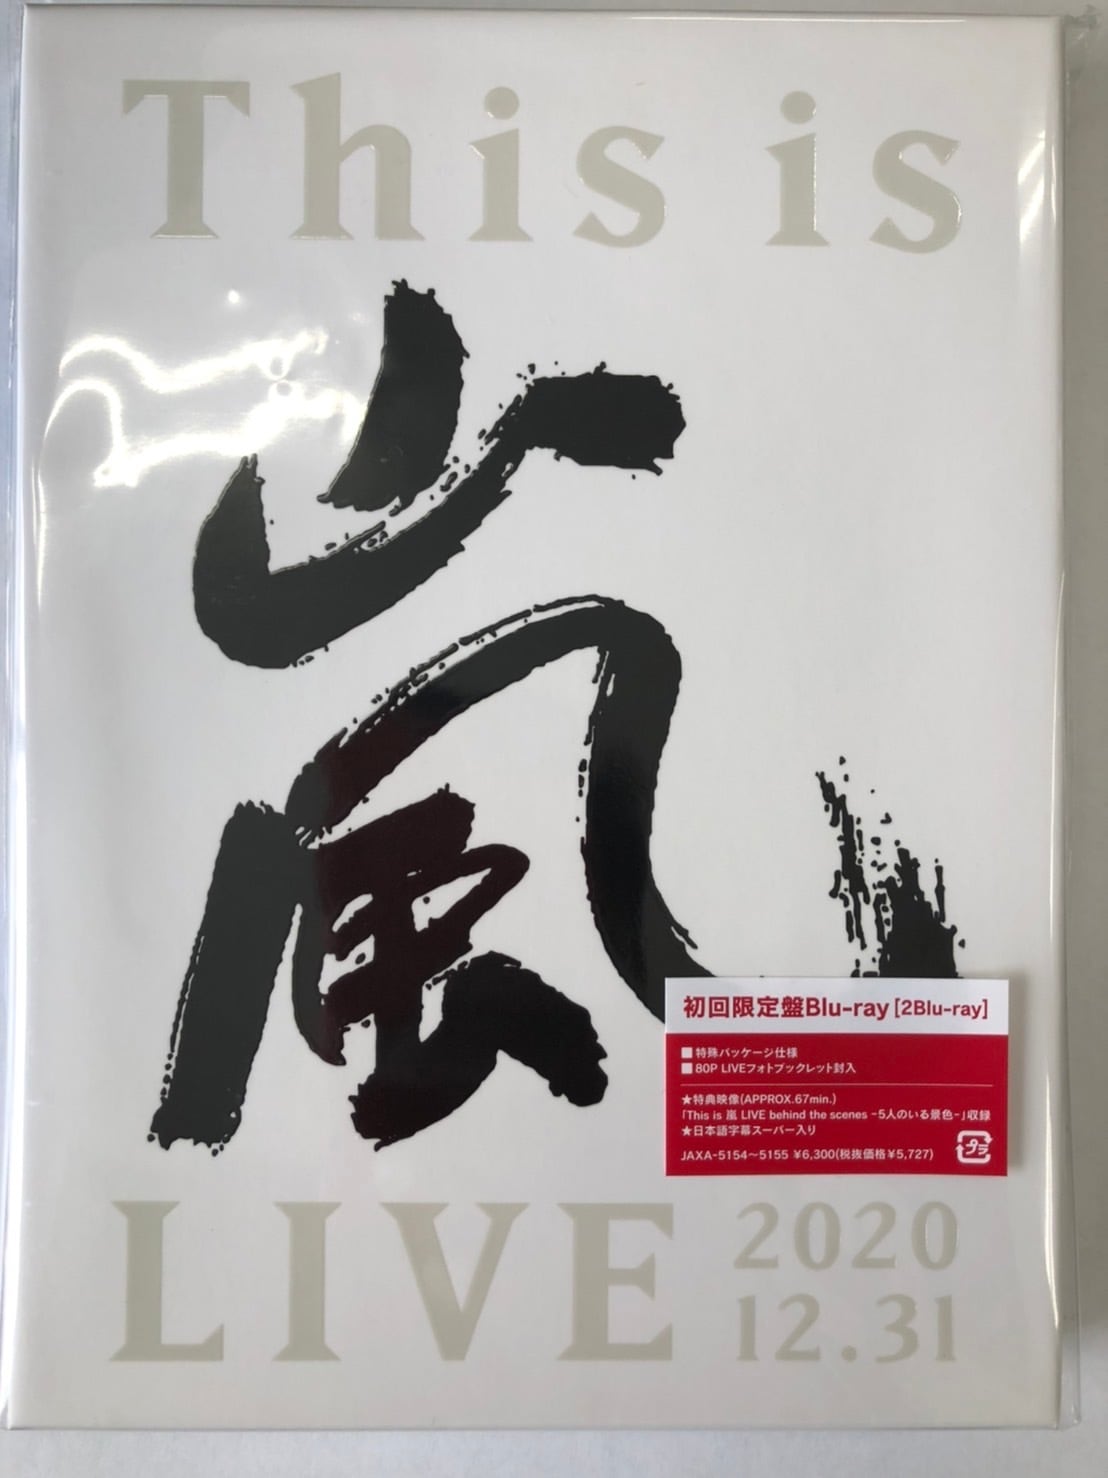 This is
嵐
LIVE
2020
12.31
初回限定盤Blu-ray [2Blu-ray]
■特殊パッケージ仕様
■80P LIVEフォトブックレット封入
★特典映像(APPROX.67min.)
「This is 嵐 LIVE behind the scenes -5人のいる景色-」収録
★日本語字幕スーパー入り
JAXA-5154〜5155 ¥6,300(税抜価格¥5,727)
プラ